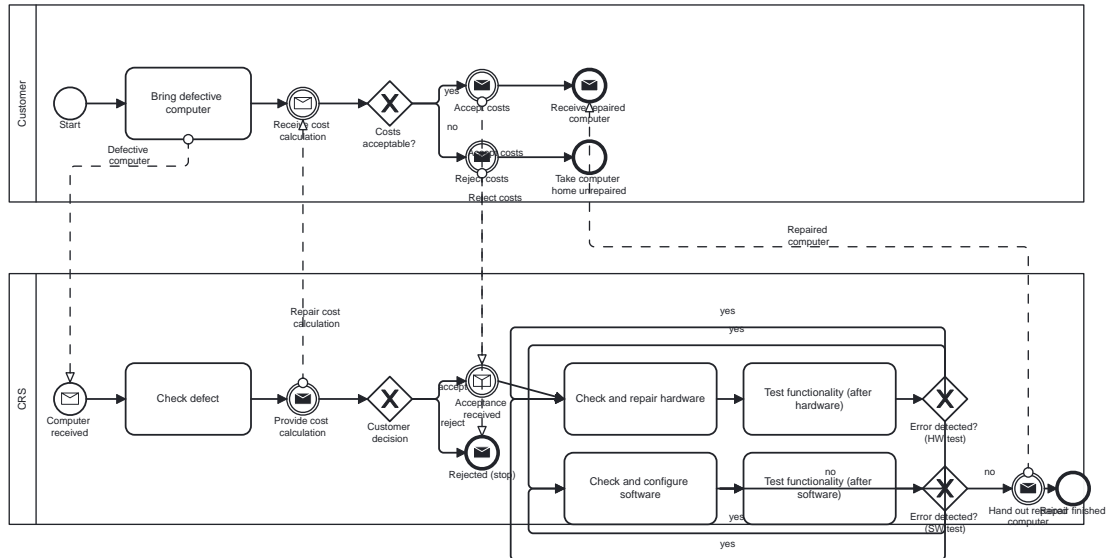 Customer
Start
Bring defective
computer
Defective
computer
Receive cost
calculation
Costs
acceptable?
yes
no
Accept costs
Accept costs
Reject costs
Reject costs
Receive repaired
computer
Take computer
home unrepaired
Repaired
computer
Repair cost
calculation
CRS
Computer
received
Check defect
Provide cost
calculation
Customer
decision
accept
reject
Acceptance
received
Rejected (stop)
yes
yes
Check and repair hardware
Test functionality (after
hardware)
Error detected?
(HW test)
Check and configure
software
no
Test functionality (after
software)
yes
yes
Error detected?
(SW test)
no
Hand out repaired
computer
Repair finished